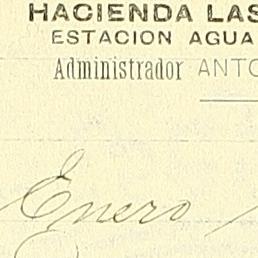 HACIENDA LAS
ESTACION AGUA
Administrador ANTO
Enero